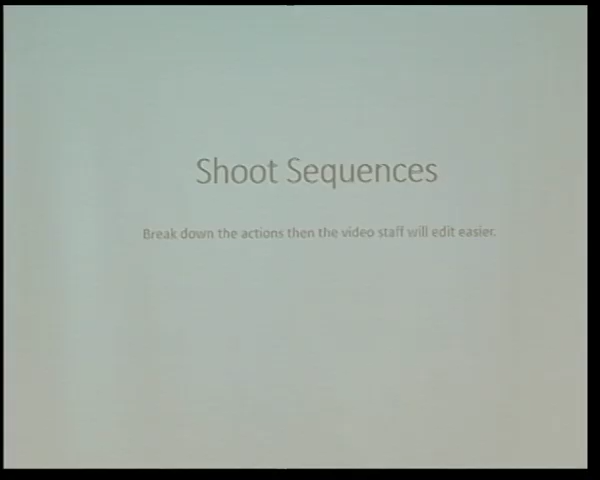 Shoot Sequences
Break down the actions then the video staff will edit easier.